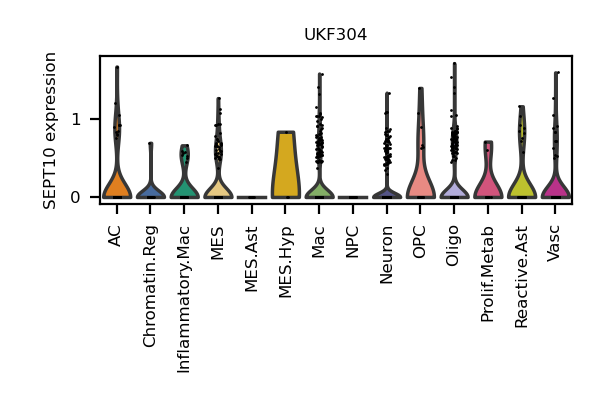 UKF304
SEPT10 expression
1
0
AC
Chromatin.Reg
Inflammatory.Mac
MES
MES.Ast
MES.Hyp
Mac
NPC
Neuron
OPC
Oligo
Prolif.Metab
Reactive.Ast
Vasc